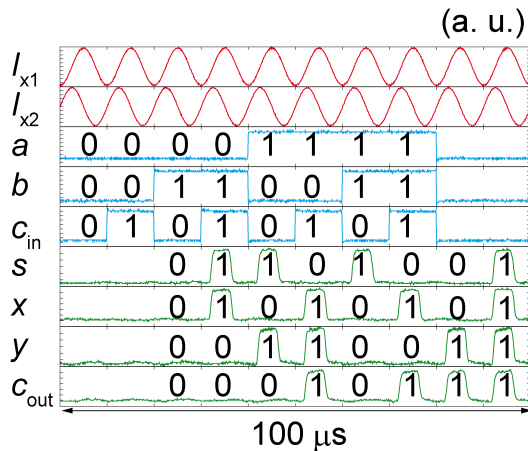 (a. u.)
Ix1
Ix2
a 0 0 0 0 1 1 1 1
b 0 0 1 1 0 0 1 1
cin 0 1 0 1 0 1 0 1
s 0 1 1 0 1 0 0 1
x 0 1 0 1 0 1 0 1
y 0 0 1 1 0 0 1 1
cout 0 0 0 1 0 1 1 1
100 μs